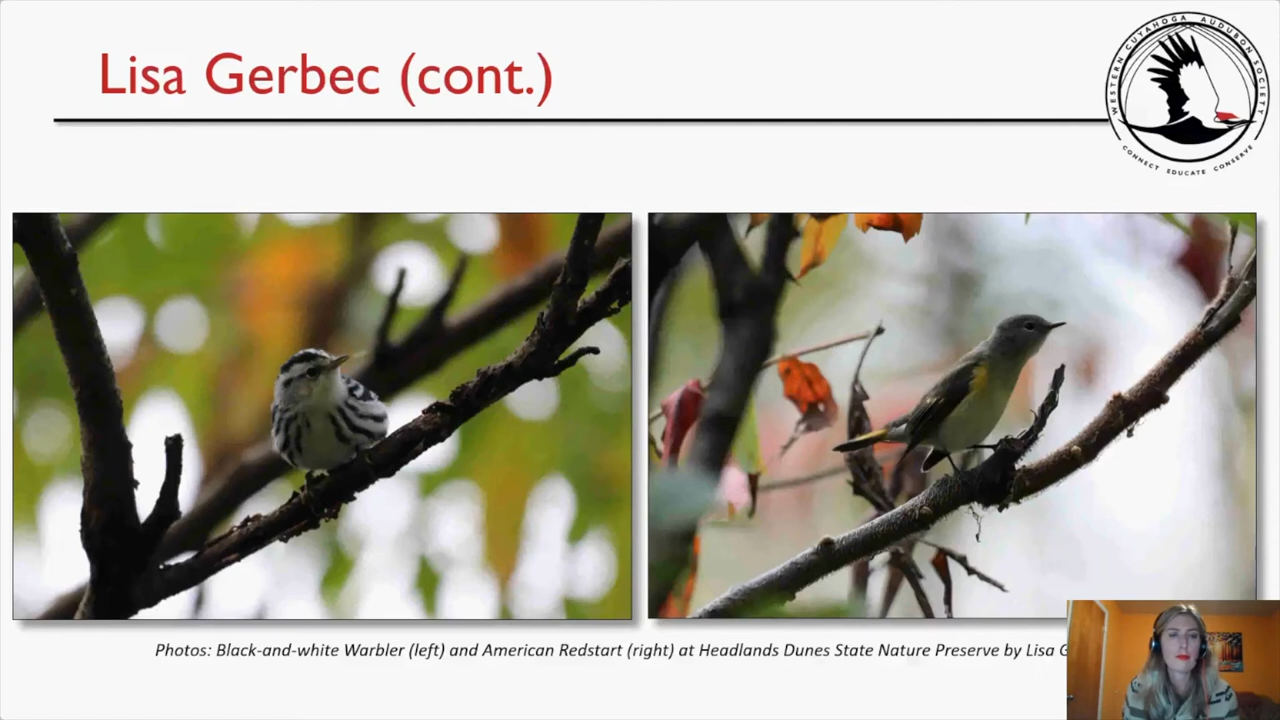 Lisa Gerbec (cont.)
WESTERN CUYAHOGA AUDUBON SOCIETY
CONNECT EDUCATE CONSERVE
Photos: Black-and-white Warbler (left) and American Redstart (right) at Headlands Dunes State Nature Preserve by Lisa